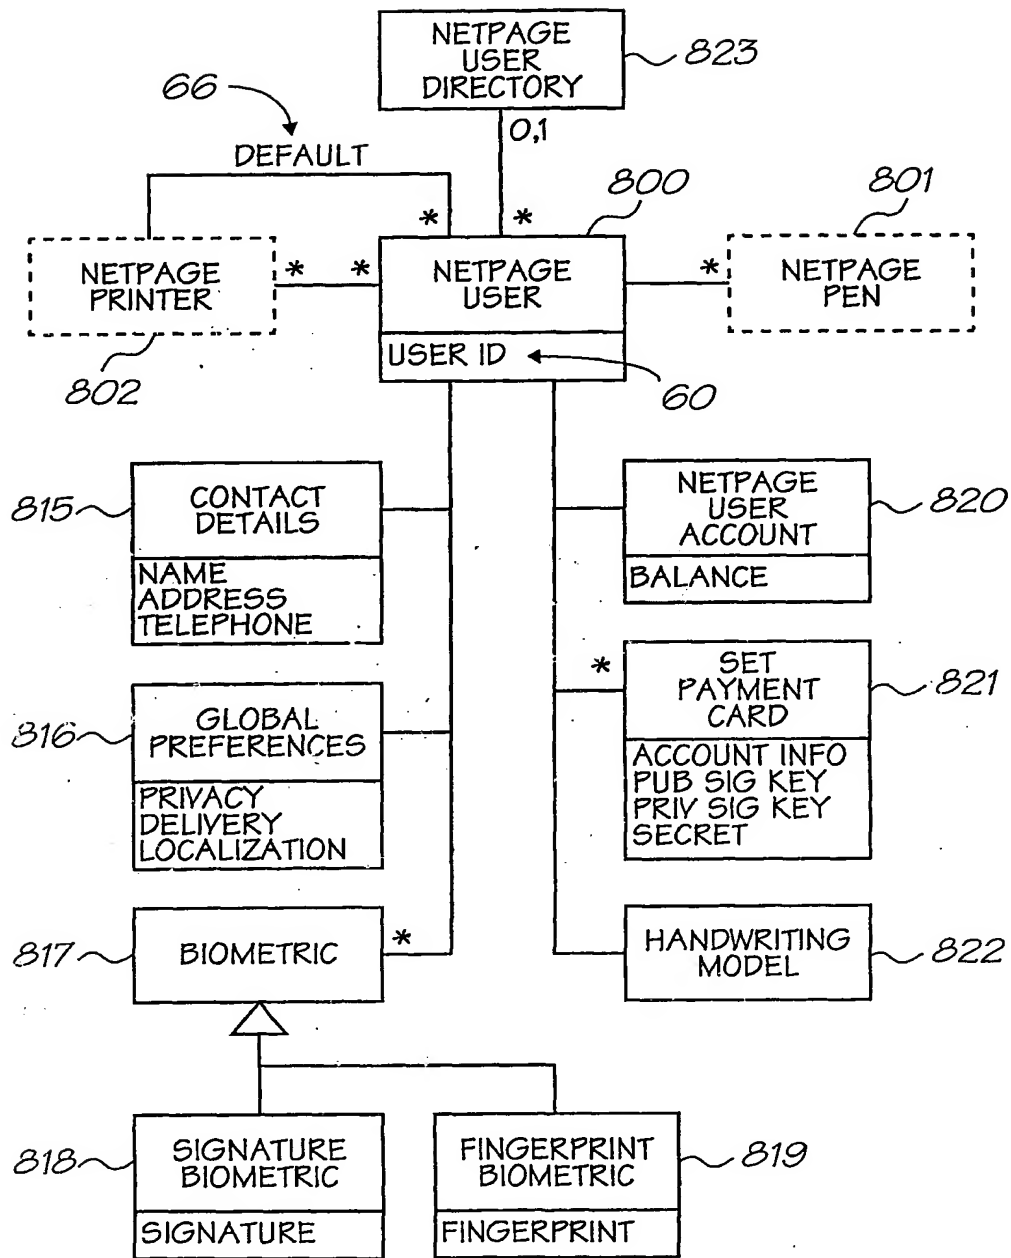 NETPAGE
USER
DIRECTORY
823
66
0,1
DEFAULT
800
801
*
*
NETPAGE
PRINTER
*
*
NETPAGE
USER
*
NETPAGE
PEN
USER ID
802
60
815
CONTACT
DETAILS
NAME
ADDRESS
TELEPHONE
NETPAGE
USER
ACCOUNT
820
BALANCE
816
GLOBAL
PREFERENCES
PRIVACY
DELIVERY
LOCALIZATION
*
SET
PAYMENT
CARD
821
ACCOUNT INFO
PUB SIG KEY
PRIV SIG KEY
SECRET
817
BIOMETRIC
*
HANDWRITING
MODEL
822
818
SIGNATURE
BIOMETRIC
SIGNATURE
FINGERPRINT
BIOMETRIC
819
FINGERPRINT